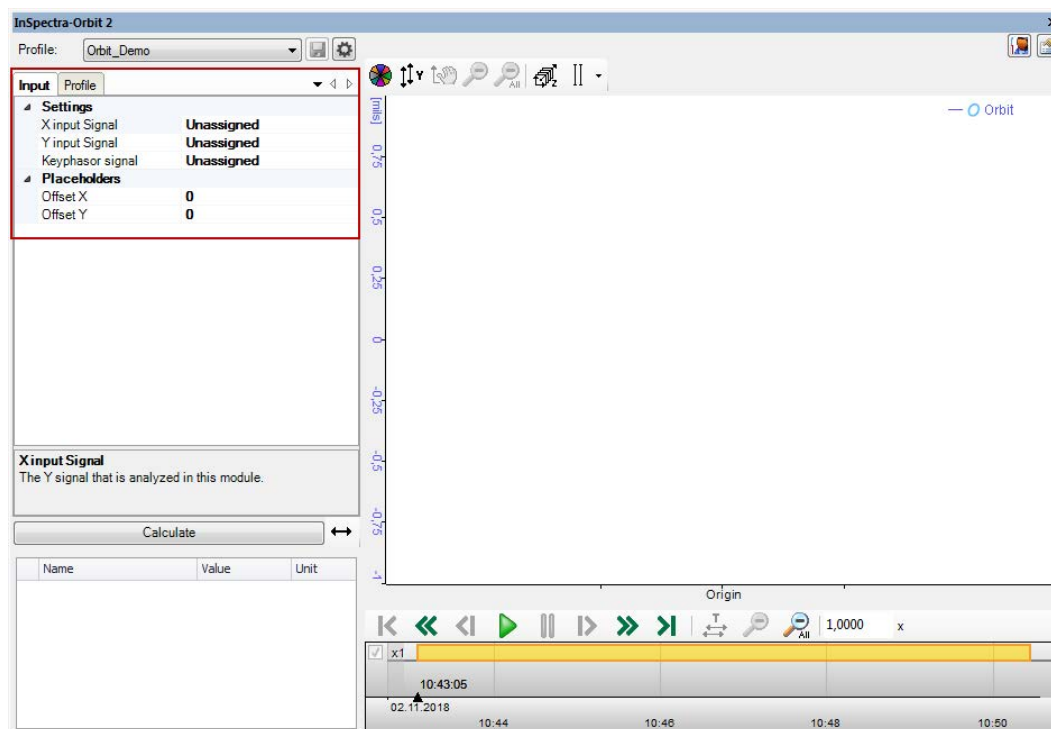 InSpectra-Orbit 2
Profile: Orbit_Demo
Input Profile
Settings
X input Signal Unassigned
Y input Signal Unassigned
Keyphasor signal Unassigned
Placeholders
Offset X 0
Offset Y 0
X input Signal
The Y signal that is analyzed in this module.
Calculate
Name Value Unit
Y All Z
[mils]
0,75
0,5
0,25
0
-0,25
-0,5
-0,75
-1
Orbit
Origin
T All 1,0000 x
x1
10:43:05
02.11.2018
10:44 10:46 10:48 10:50